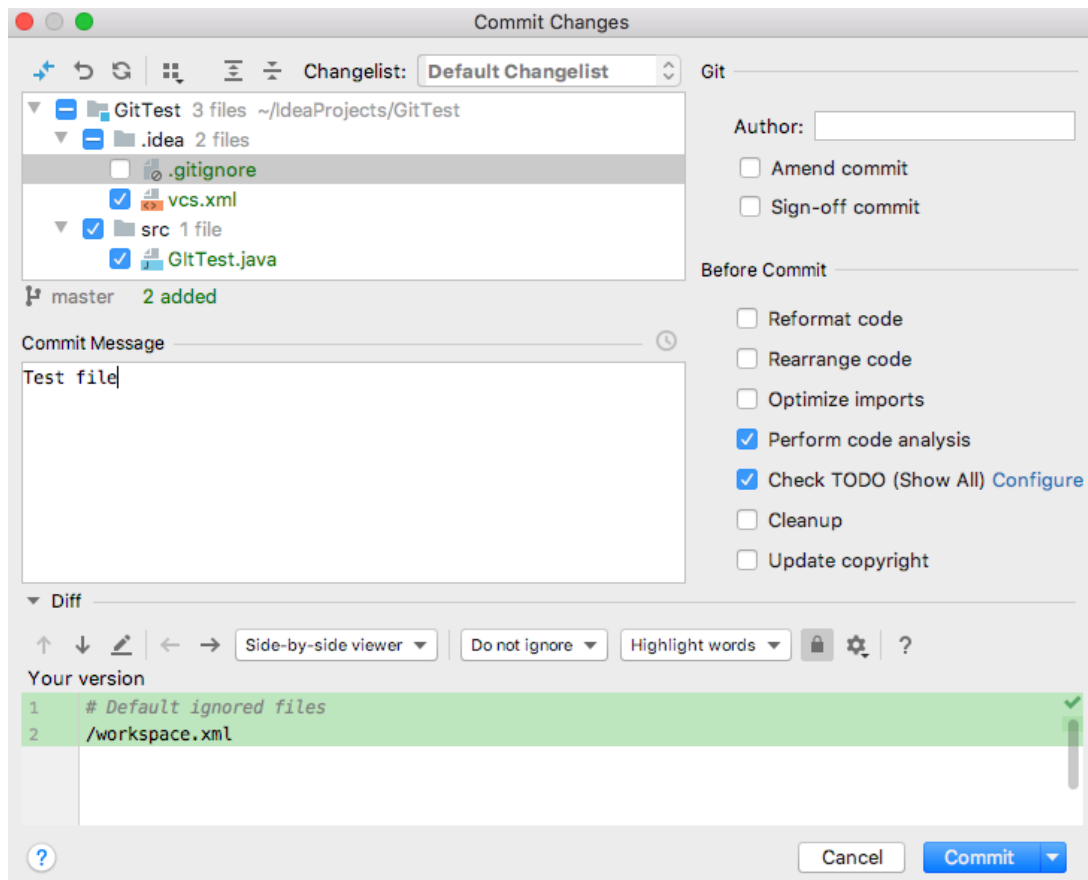 Commit Changes
Changelist: Default Changelist
GitTest 3 files ~/IdeaProjects/GitTest
.idea 2 files
.gitignore
vcs.xml
src 1 file
GItTest.java
master 2 added
Commit Message
Test file
Git
Author:
Amend commit
Sign-off commit
Before Commit
Reformat code
Rearrange code
Optimize imports
Perform code analysis
Check TODO (Show All) Configure
Cleanup
Update copyright
Diff
Side-by-side viewer Do not ignore Highlight words ?
Your version
1 # Default ignored files
2 /workspace.xml
? Cancel Commit